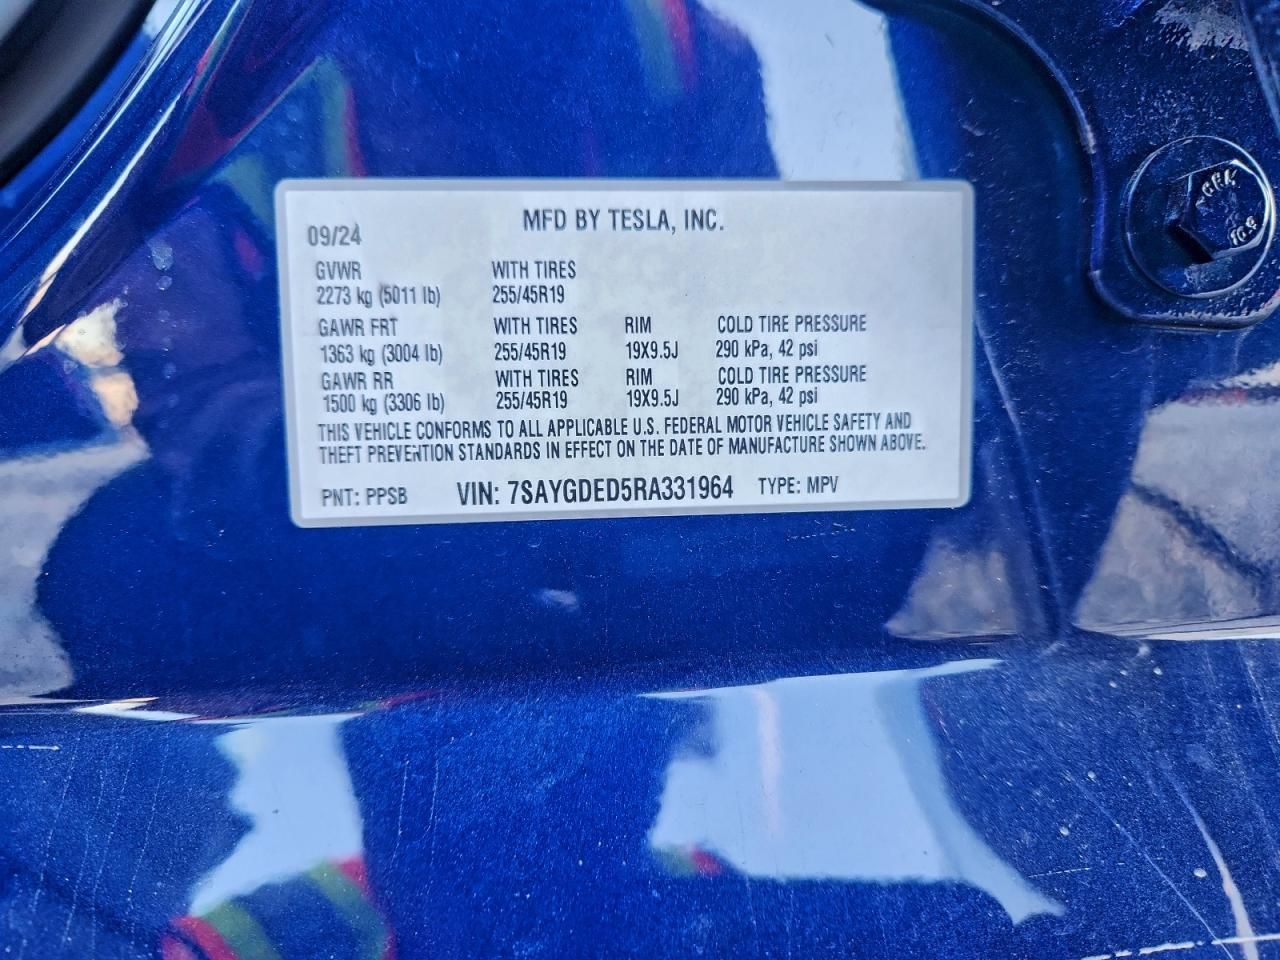 MFD BY TESLA, INC.
09/24
GVWR WITH TIRES
2273 kg (5011 lb) 255/45R19
GAWR FRT WITH TIRES RIM COLD TIRE PRESSURE
1363 kg (3004 lb) 255/45R19 19X9.5J 290 kPa, 42 psi
GAWR RR WITH TIRES RIM COLD TIRE PRESSURE
1500 kg (3306 lb) 255/45R19 19X9.5J 290 kPa, 42 psi
THIS VEHICLE CONFORMS TO ALL APPLICABLE U.S. FEDERAL MOTOR VEHICLE SAFETY AND
THEFT PREVENTION STANDARDS IN EFFECT ON THE DATE OF MANUFACTURE SHOWN ABOVE.
PNT: PPSB VIN: 7SAYGDED5RA331964 TYPE: MPV
10.9